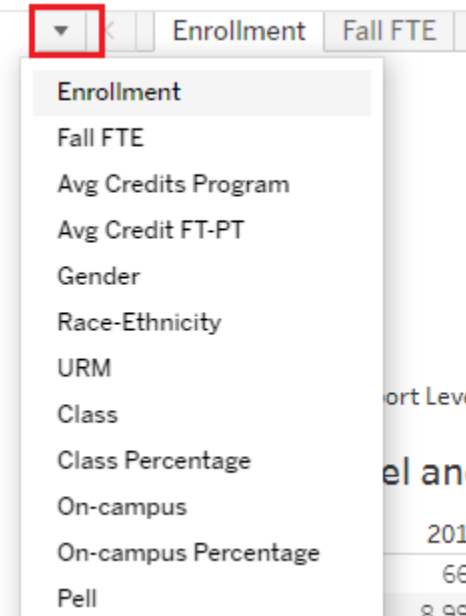 Enrollment Fall FTE
Enrollment
Fall FTE
Avg Credits Program
Avg Credit FT-PT
Gender
Race-Ethnicity
URM
Class
Class Percentage
On-campus
On-campus Percentage
Pell